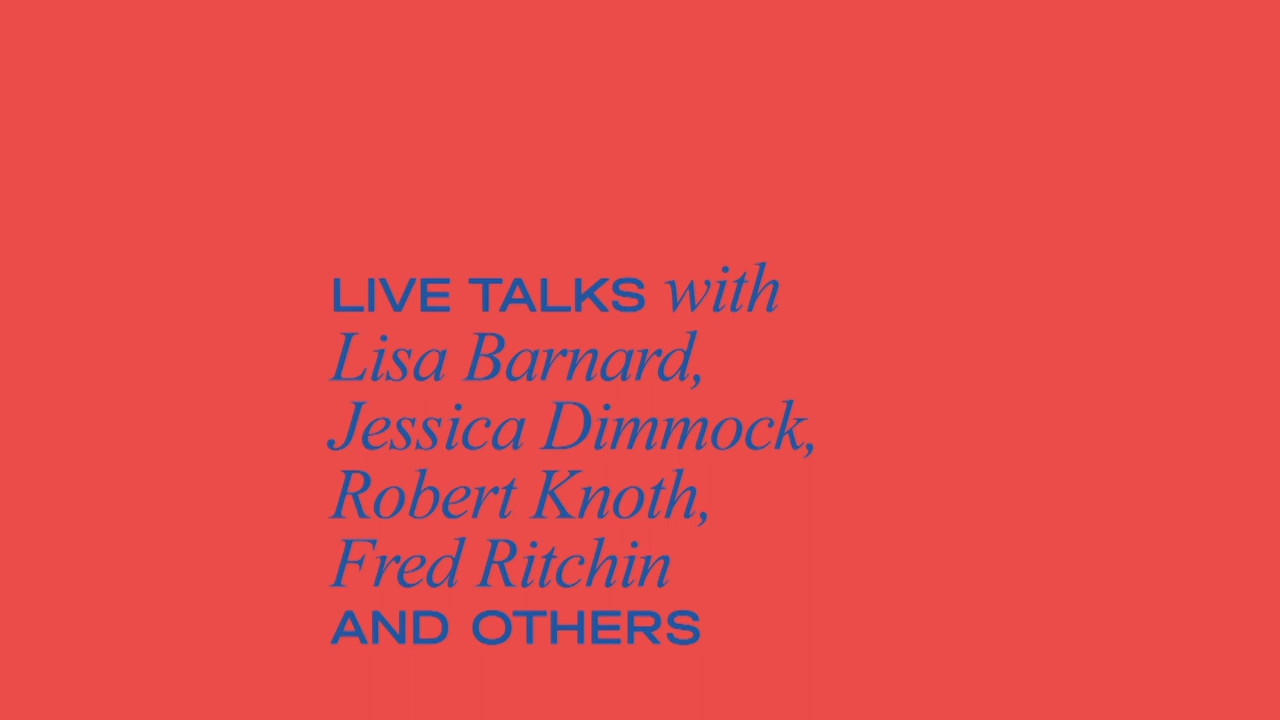 LIVE TALKS with
Lisa Barnard,
Jessica Dimmock,
Robert Knoth,
Fred Ritchin
AND OTHERS